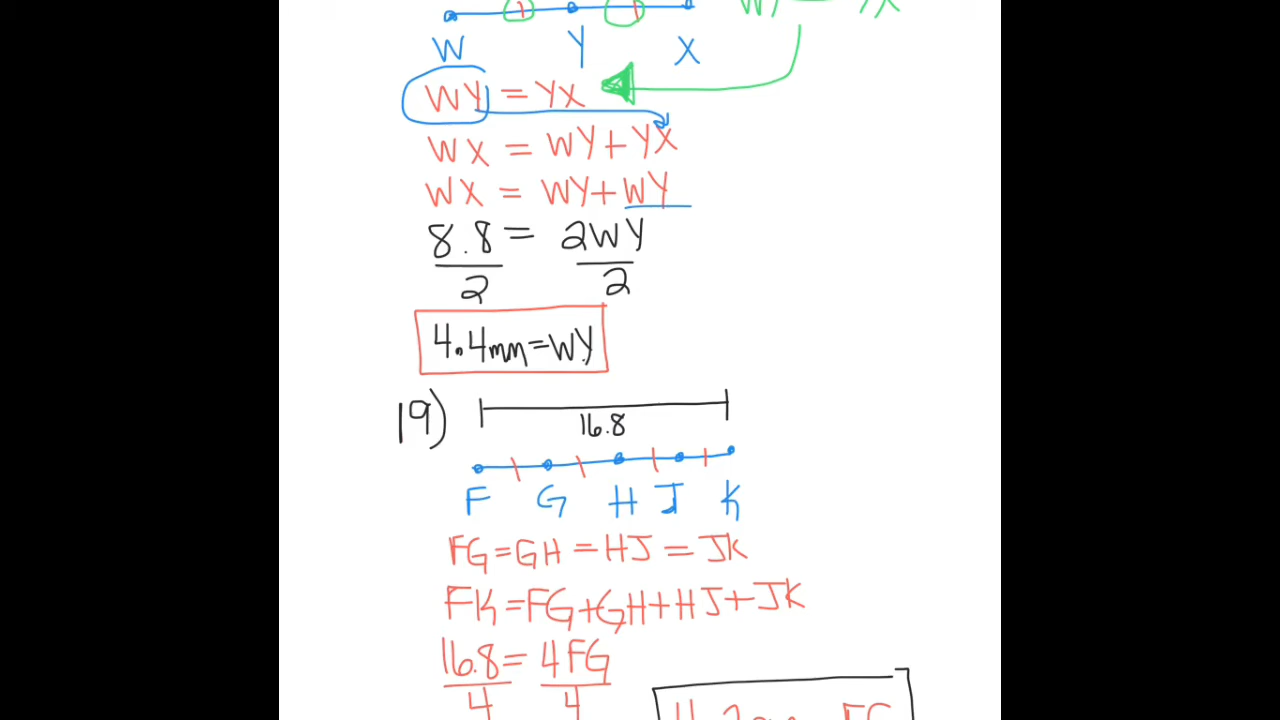 W Y X
WY = YX
WX = WY + YX
WX = WY + WY
8.8 = 2WY
2 2
4.4mm = WY
19)
16.8
F G H J K
FG = GH = HJ = JK
FK = FG + GH + HJ + JK
16.8 = 4FG
4 4